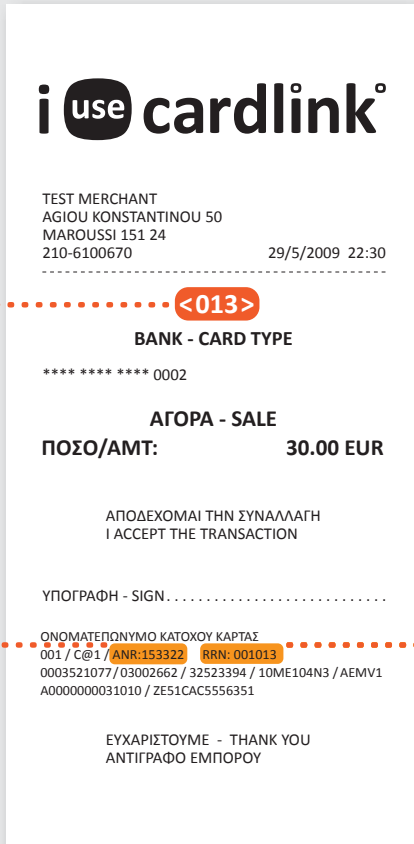 i use cardlink°
TEST MERCHANT
AGIOU KONSTANTINOU 50
MAROUSSI 151 24
210-6100670 29/5/2009 22:30
<013>
BANK - CARD TYPE
**** **** **** 0002
ΑΓΟΡΑ - SALE
ΠΟΣΟ/AMT: 30.00 EUR
ΑΠΟΔΕΧΟΜΑΙ ΤΗΝ ΣΥΝΑΛΛΑΓΗ
I ACCEPT THE TRANSACTION
ΥΠΟΓΡΑΦΗ - SIGN...........................
ΟΝΟΜΑΤΕΠΩΝΥΜΟ ΚΑΤΟΧΟΥ ΚΑΡΤΑΣ
001 / C@1 / ANR:153322 RRN: 001013
0003521077/ 03002662 / 32523394 / 10ME104N3 / AEMV1
A0000000031010 / ZE51CAC5556351
ΕΥΧΑΡΙΣΤΟΥΜΕ - THANK YOU
ΑΝΤΙΓΡΑΦΟ ΕΜΠΟΡΟΥ